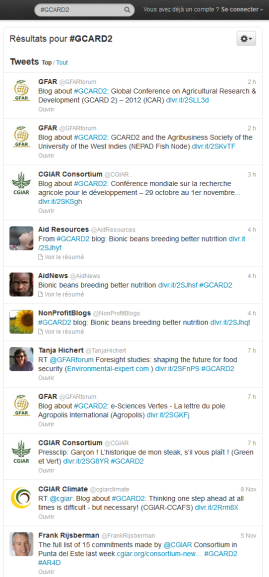 #GCARD2
Vous avez déjà un compte ? Se connecter
Résultats pour #GCARD2
Tweets Top / Tout
GFAR @GFARforum 2 h
Blog about #GCARD2: Global Conference on Agricultural Research &
Development (GCARD 2) – 2012 (ICAR) dlvr.it/2SLL3d
Ouvrir
GFAR @GFARforum 2 h
Blog about #GCARD2: GCARD2 and the Agribusiness Society of the
University of the West Indies (NEPAD Fish Node) dlvr.it/2SKvTF
Ouvrir
CGIAR Consortium @CGIAR 3 h
Blog about #GCARD2: Conférence mondiale sur la recherche
agricole pour le développement – 29 octobre au 1er novembre...
dlvr.it/2SKSgh
Ouvrir
Aid Resources @AidResources 4 h
From #GCARD2 blog: Bionic beans breeding better nutrition dlvr.it
/2SJhyf
Voir le résumé
AidNews @AidNews 4 h
Bionic beans breeding better nutrition dlvr.it/2SJhsf #GCARD2
Voir le résumé
NonProfitBlogs @NonProfitBlogs 4 h
#GCARD2 blog: Bionic beans breeding better nutrition dlvr.it/2SJhqf
Voir le résumé
Tanja Hichert @TanjaHichert 7 h
RT @GFARforum Foresight studies: shaping the future for food
security (Environmental-expert.com ) dlvr.it/2SFnPS #GCARD2
Ouvrir
GFAR @GFARforum 7 h
Blog about #GCARD2: e-Sciences Vertes - La lettre du pole
Agropolis International (Agropolis) dlvr.it/2SGKFj
Ouvrir
CGIAR Consortium @CGIAR 7 h
Pressclip: Garçon ! L'historique de mon steak, s'il vous plaît ! (Green
et Vert) dlvr.it/2SG8YR #GCARD2
Ouvrir
CGIAR Climate @cgiarclimate 8 Nov
RT @cgiar: Blog about #GCARD2: Thinking one step ahead at all
times is difficult - but necessary! (CGIAR-CCAFS) dlvr.it/2Rm8X
Ouvrir
Frank Rijsberman @FrankRijsberman 5 Nov
The full list of 15 commitments made by @CGIAR Consortium in
Punta del Este last week cgiar.org/consortium-new... #GCARD2
#AR4D
Ouvrir